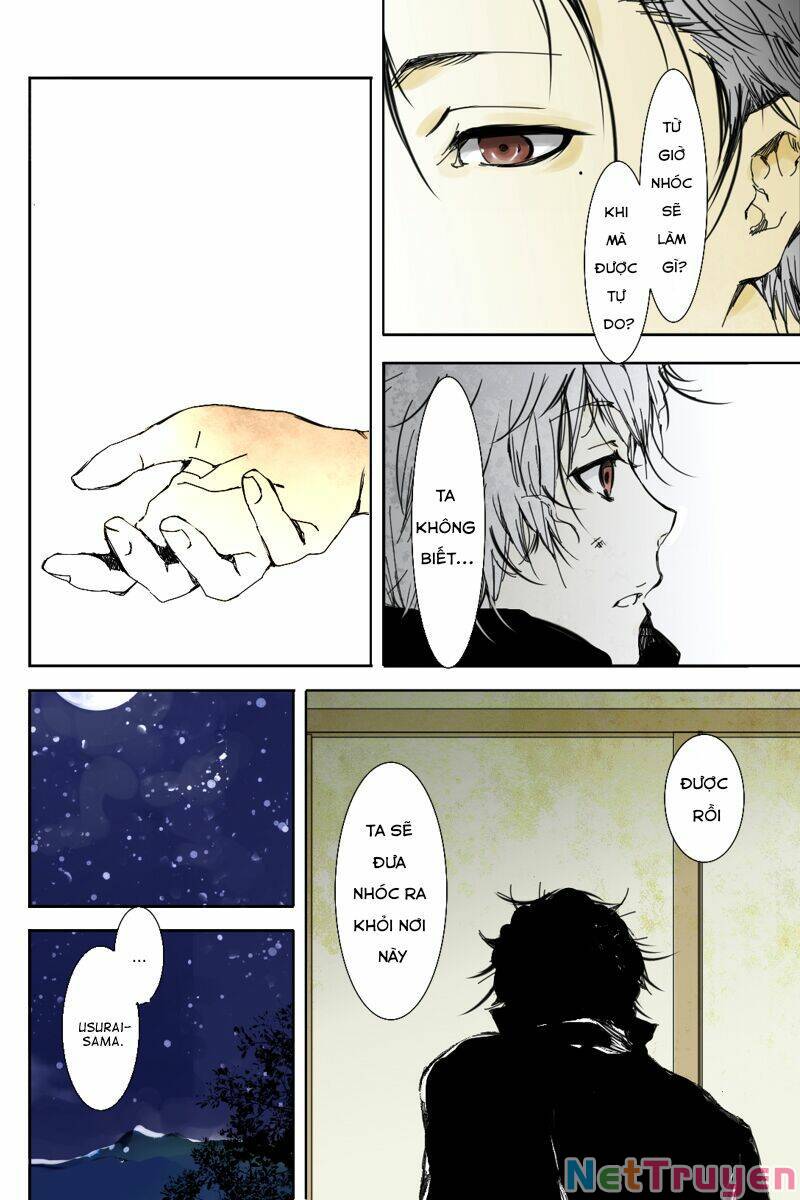 TỪ
GIỜ
NHÓC
SẼ
LÀM
GÌ?
KHI
MÀ
ĐƯỢC
TỰ
DO?
TA
KHÔNG
BIẾT...
ĐƯỢC
RỒI
TA SẼ
ĐƯA
NHÓC RA
KHỎI NƠI
NÀY
...
USURAI-
SAMA.
NetTruyen